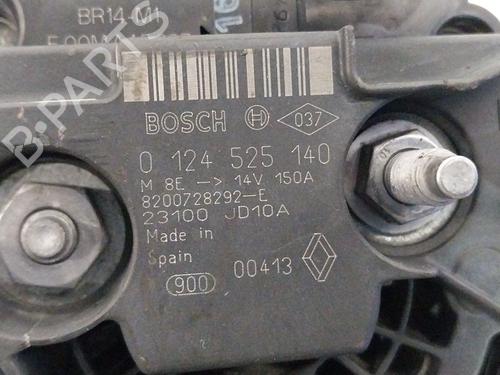 BR14-M1
BOSCH 037
0 124 525 140
M 8E -> 14V 150A
8200728292-E
23100 JD10A
Made in
Spain
900 00413
B-PARTS